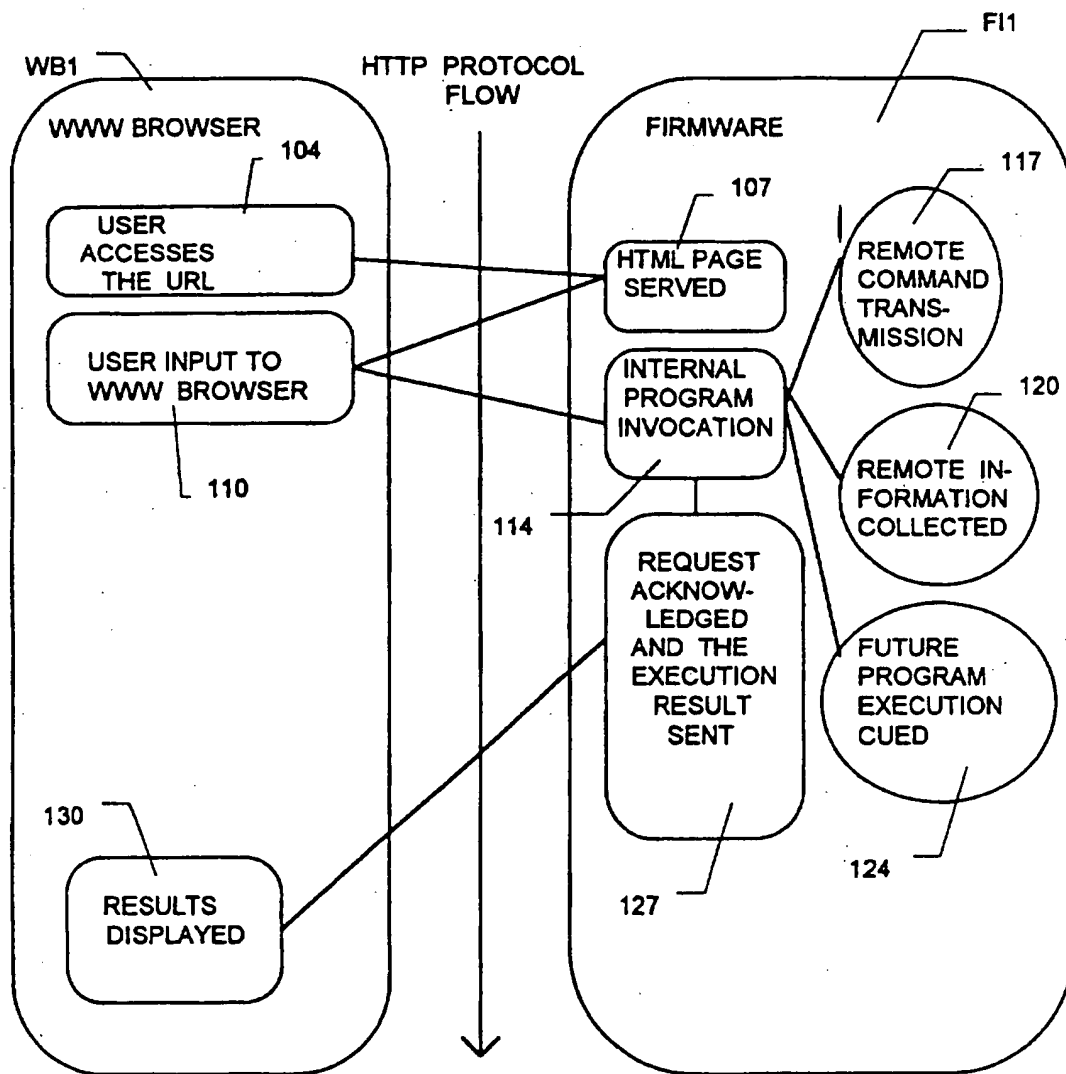 FI1
WB1
HTTP PROTOCOL
FLOW
WWW BROWSER
FIRMWARE
104
117
107
USER
ACCESSES
THE URL
HTML PAGE
SERVED
REMOTE
COMMAND
TRANS-
MISSION
USER INPUT TO
WWW BROWSER
INTERNAL
PROGRAM
INVOCATION
120
110
REMOTE IN-
FORMATION
COLLECTED
114
REQUEST
ACKNOW-
LEDGED
AND THE
EXECUTION
RESULT
SENT
FUTURE
PROGRAM
EXECUTION
CUED
130
124
127
RESULTS
DISPLAYED